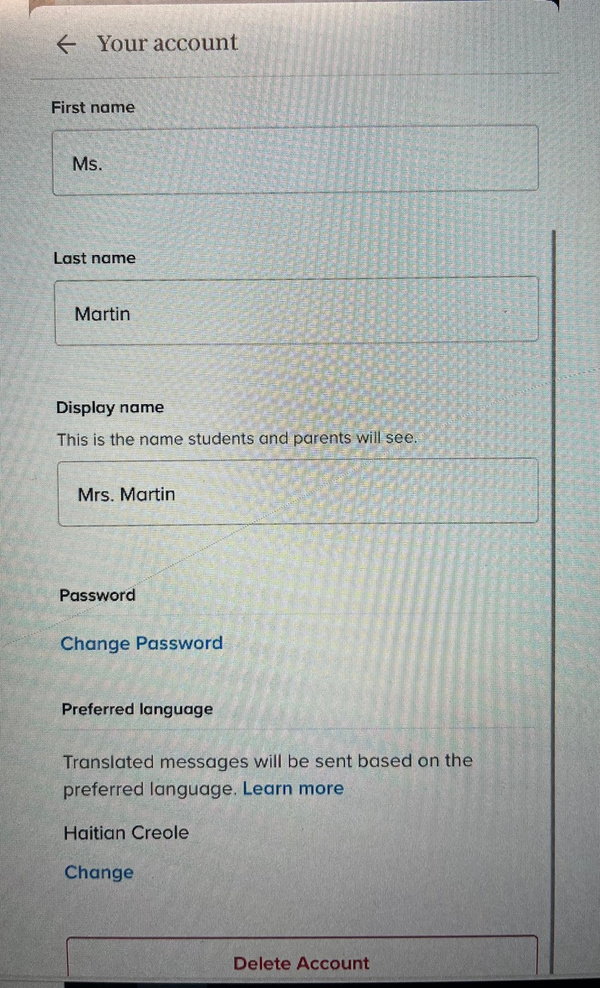 ← Your account
First name
Ms.
Last name
Martin
Display name
This is the name students and parents will see.
Mrs. Martin
Password
Change Password
Preferred language
Translated messages will be sent based on the
preferred language. Learn more
Haitian Creole
Change
Delete Account